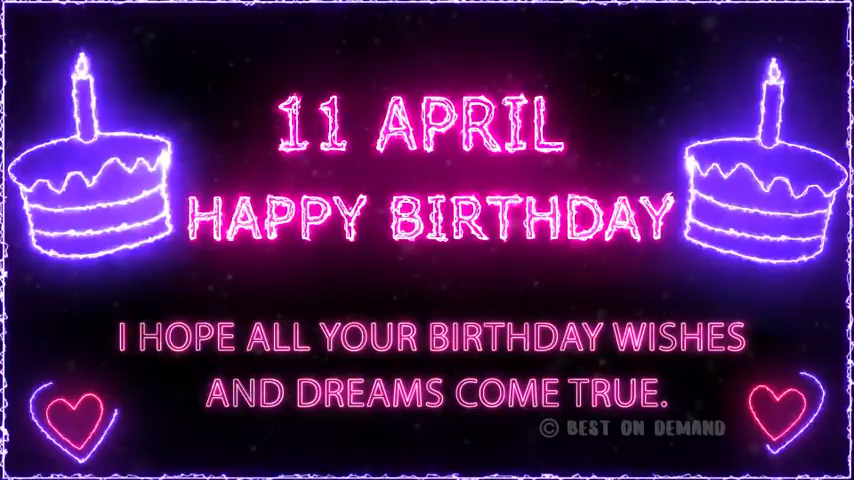 11 APRIL
HAPPY BIRTHDAY
I HOPE ALL YOUR BIRTHDAY WISHES
AND DREAMS COME TRUE.
© BEST ON DEMAND